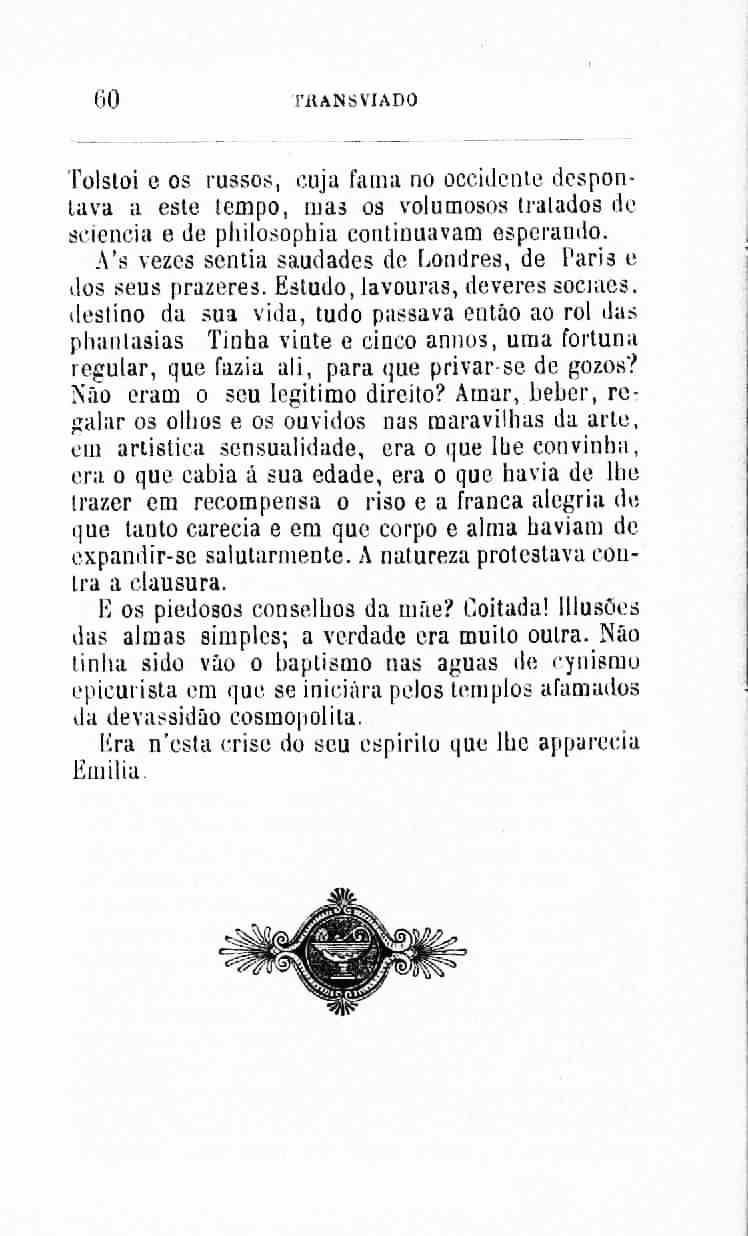 60 TRANSVIADO
Tolstoi e os russos, cuja fama no occidente despon-
tava a este tempo, mas os volumosos tratados de
sciencia e de philosophia continuavam esperando.
A's vezes sentia saudades de Londres, de Paris e
dos seus prazeres. Estudo, lavouras, deveres sociaes.
destino da sua vida, tudo passava então ao rol das
phantasias Tinha vinte e cinco annos, uma fortuna
regular, que fazia ali, para que privar-se de gozos?
Não eram o seu legitimo direito? Amar, beber, re-
galar os olhos e os ouvidos nas maravilhas da arte,
em artistica sensualidade, era o que lhe convinha,
era o que cabia á sua edade, era o que havia de lhe
trazer em recompensa o riso e a franca alegria de
que tanto carecia e em que corpo e alma haviam de
expandir-se salutarmente. A natureza protestava con-
tra a clausura.
E os piedosos conselhos da mãe? Coitada! Illusões
das almas simples; a verdade era muito outra. Não
tinha sido vão o baptismo nas aguas de cynismo
epicurista em que se iniciára pelos templos afamados
da devassidão cosmopolita.
Era n'esta crise do seu espirito que lhe apparecia
Emilia.